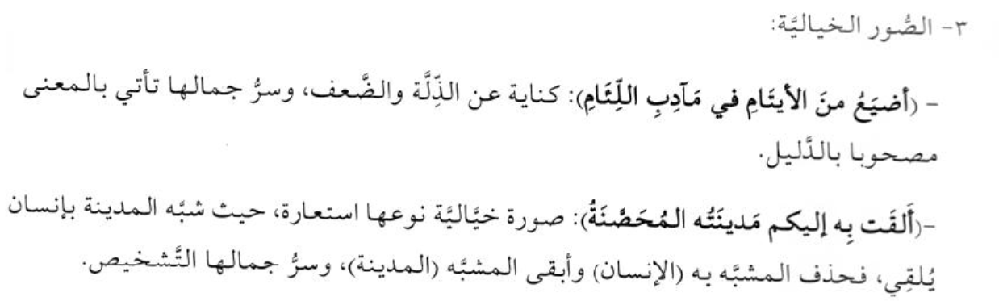 ٣- الصُّور الخياليَّة:
- (أضيَعُ منَ الأيتَامِ في مَآدِبِ اللِّئَامِ): كناية عن الذِّلَّة والضَّعف، وسرُّ جمالها تأتي بالمعنى
مصحوبا بالدَّليل.
-(أَلقَت بِه إليكم مَدينَتُه المُحَصَّنَةُ): صورة خيَّاليَّة نوعها استعارة، حيث شبَّه المدينة بإنسان
يُلقِي، فحذف المشبَّه به (الإنسان) وأبقى المشبَّه (المدينة)، وسرُّ جمالها التَّشخيص.